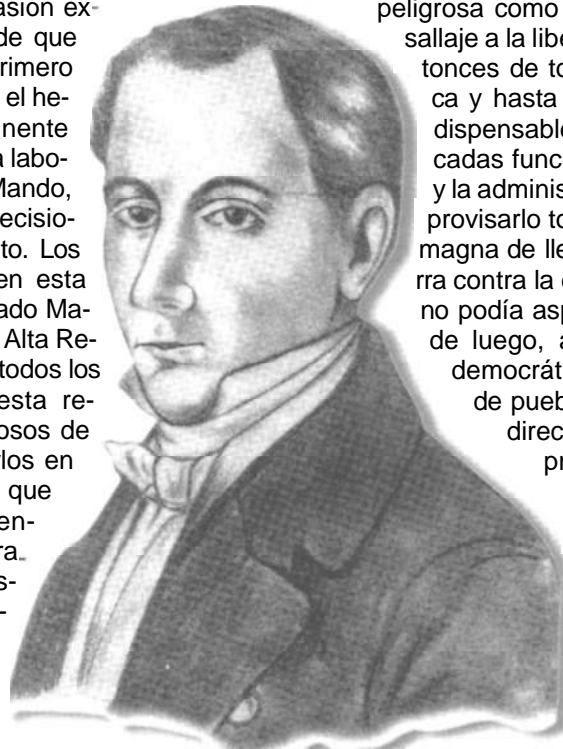 asión ex-
de que
rimero
el he-
nente
a labo-
Mando,
ecisio-
to. Los
en esta
ado Ma-
Alta Re-
todos los
esta re-
osos de
rlos en
que
en-
ra
s-
-
peligrosa como
sallaje a la libe
tonces de to
ca y hasta
dispensable
cadas func
y la adminis
provisarlo to
magna de lle
rra contra la
no podía asp
de luego, a
democrát
de pueb
direc
pr